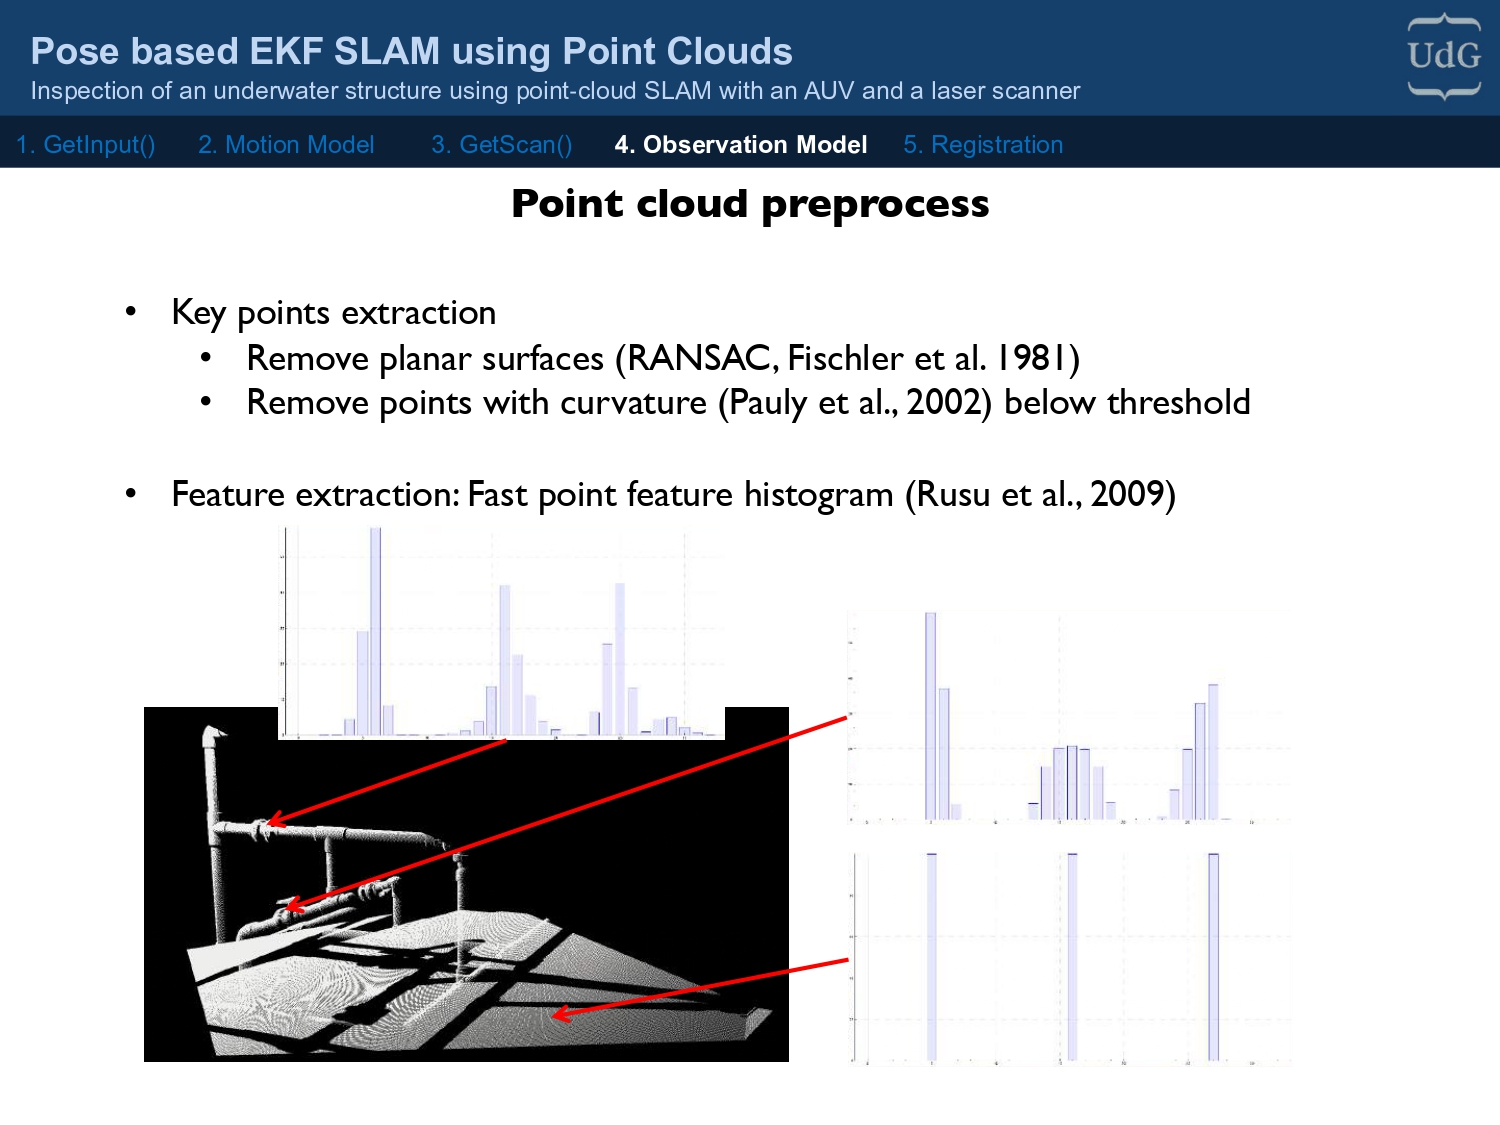 Pose based EKF SLAM using Point Clouds
Inspection of an underwater structure using point-cloud SLAM with an AUV and a laser scanner
UdG
1. GetInput() 2. Motion Model 3. GetScan() 4. Observation Model 5. Registration
Point cloud preprocess
• Key points extraction
• Remove planar surfaces (RANSAC, Fischler et al. 1981)
• Remove points with curvature (Pauly et al., 2002) below threshold
• Feature extraction: Fast point feature histogram (Rusu et al., 2009)